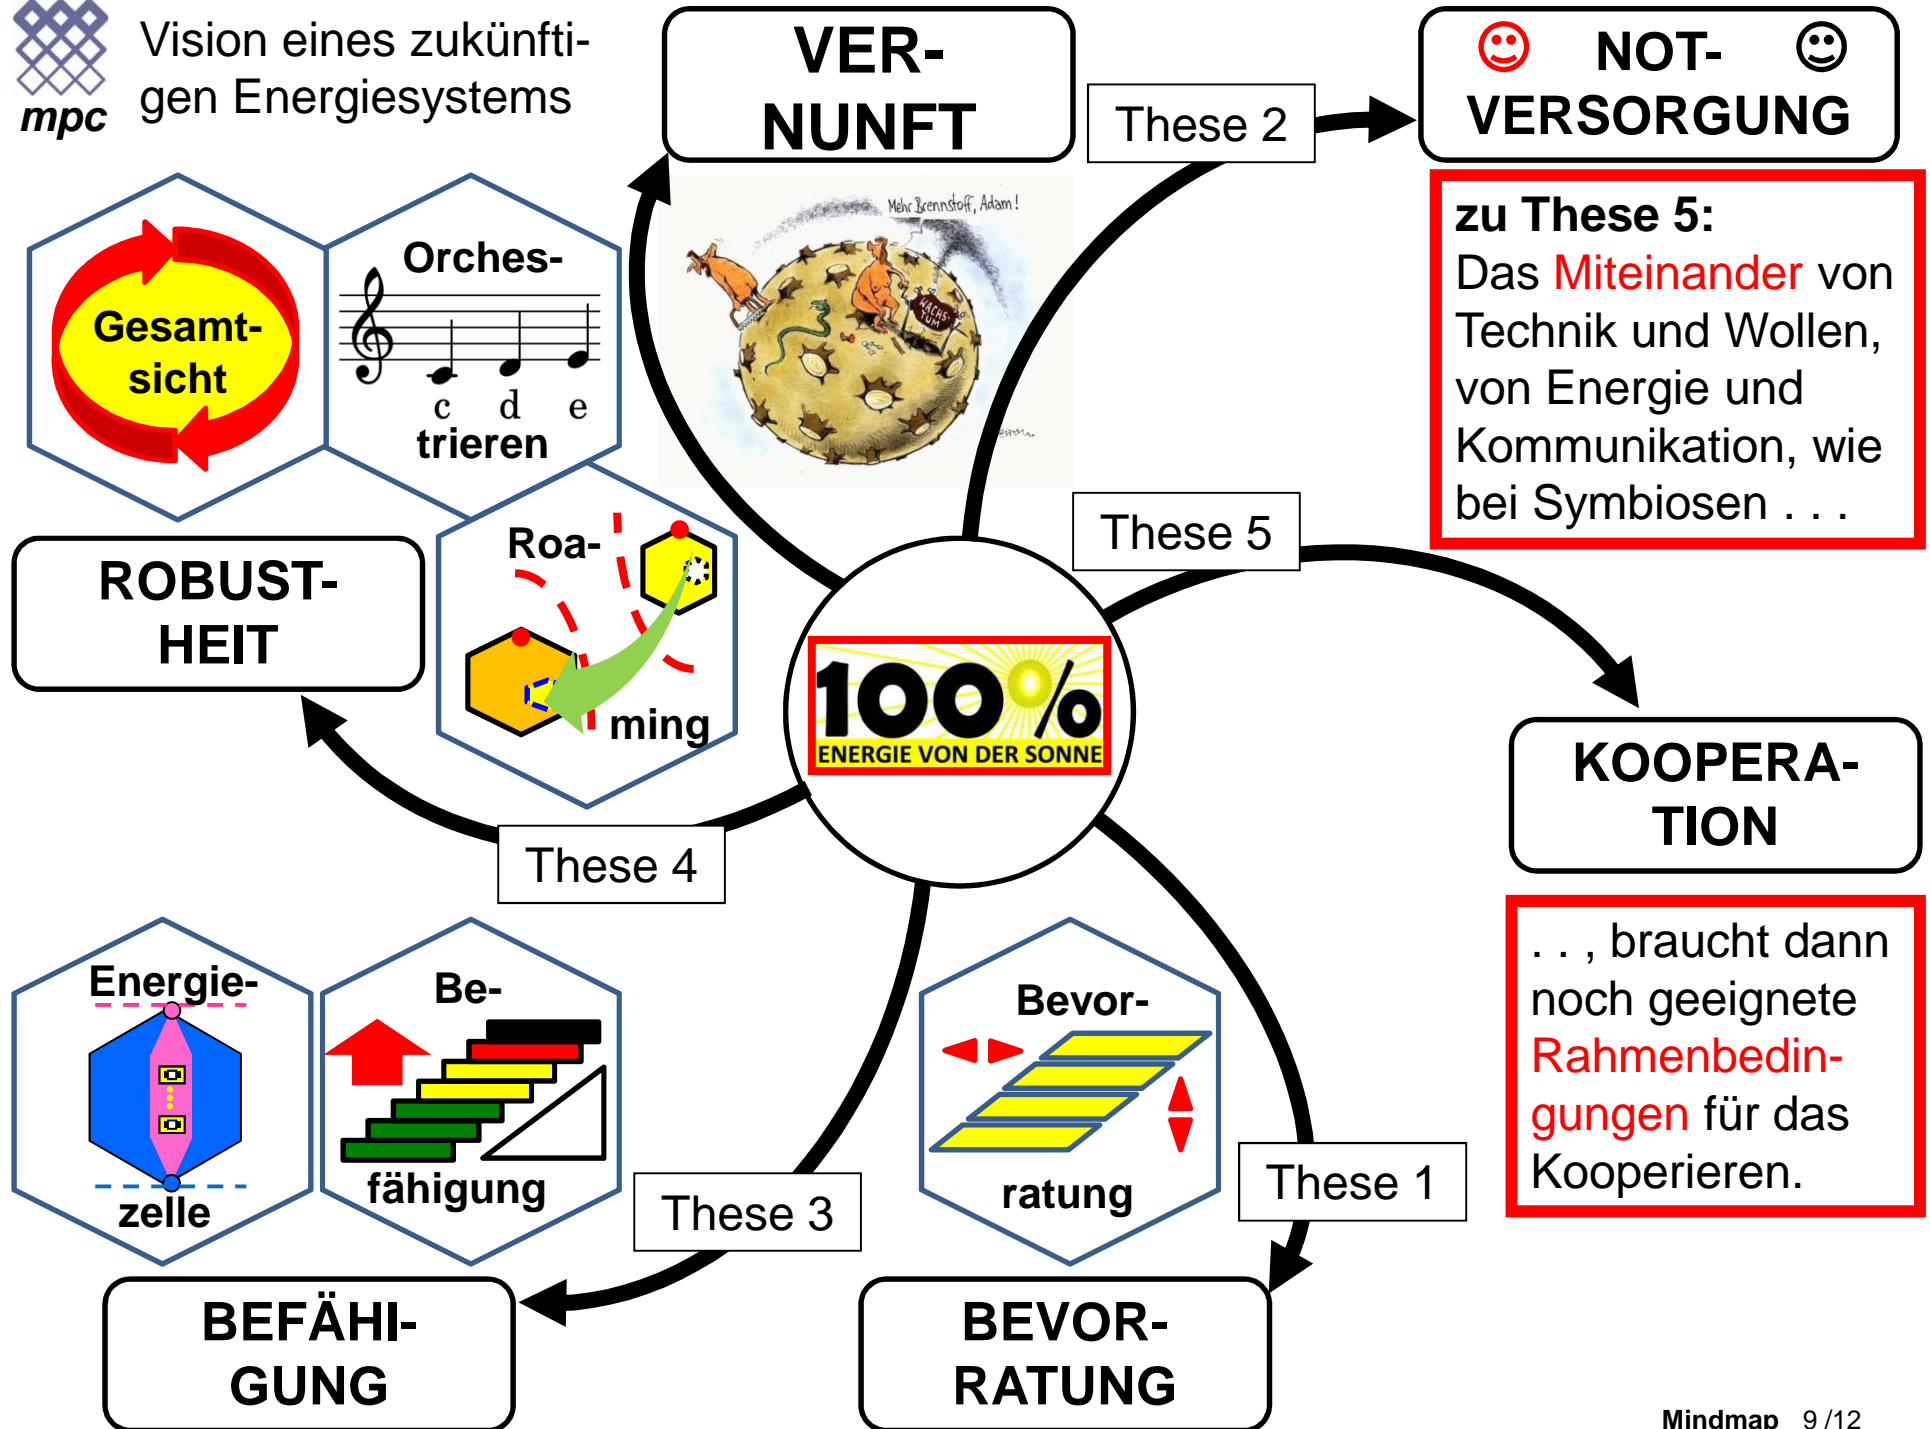 mpc
Vision eines zukünfti-
gen Energiesystems
VER-
NUNFT
These 2
NOT-
VERSORGUNG
Mehr Brennstoff, Adam!
WACHS-
TUM
zu These 5:
Das Miteinander von
Technik und Wollen,
von Energie und
Kommunikation, wie
bei Symbiosen . . .
Gesamt-
sicht
Orches-
c d e
trieren
Roa-
ming
ROBUST-
HEIT
These 5
100%
ENERGIE VON DER SONNE
KOOPERA-
TION
These 4
. . , braucht dann
noch geeignete
Rahmenbedin-
gungen für das
Kooperieren.
Energie-
zelle
Be-
fähigung
Bevor-
ratung
These 3
These 1
BEFÄHI-
GUNG
BEVOR-
RATUNG
Mindmap 9 /12